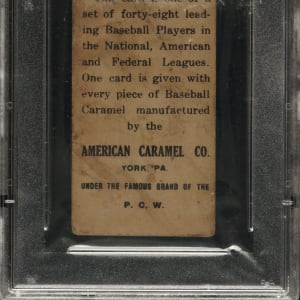 set of forty-eight lead-
ing Baseball Players in
the National, American
and Federal Leagues.
One card is given with
every piece of Baseball
Caramel manufactured
by the
AMERICAN CARAMEL CO.
YORK, PA.
UNDER THE FAMOUS BRAND OF THE
P. C. W.